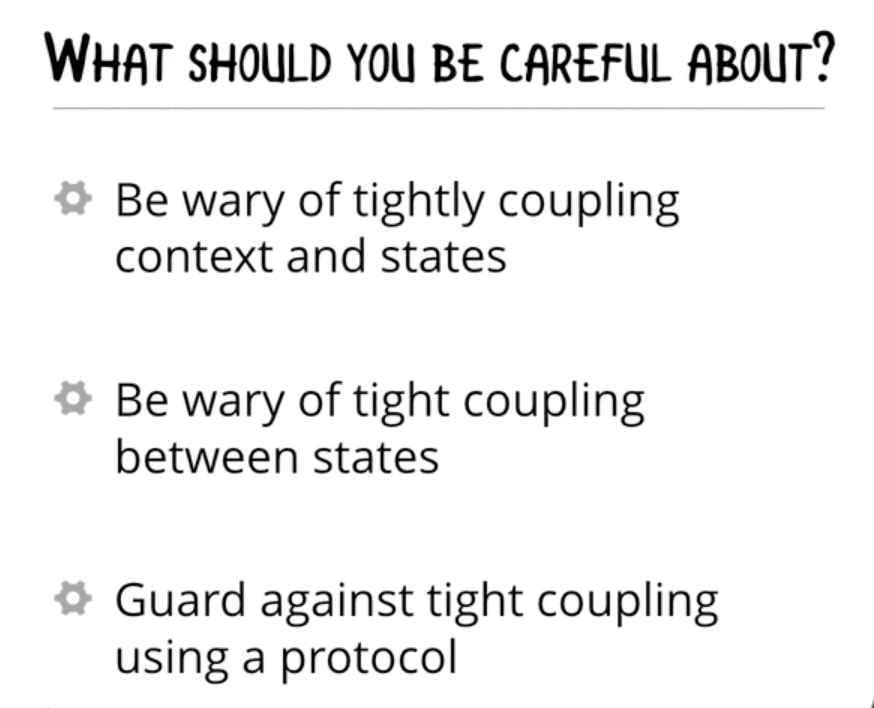 WHAT SHOULD YOU BE CAREFUL ABOUT?
Be wary of tightly coupling
context and states
Be wary of tight coupling
between states
Guard against tight coupling
using a protocol